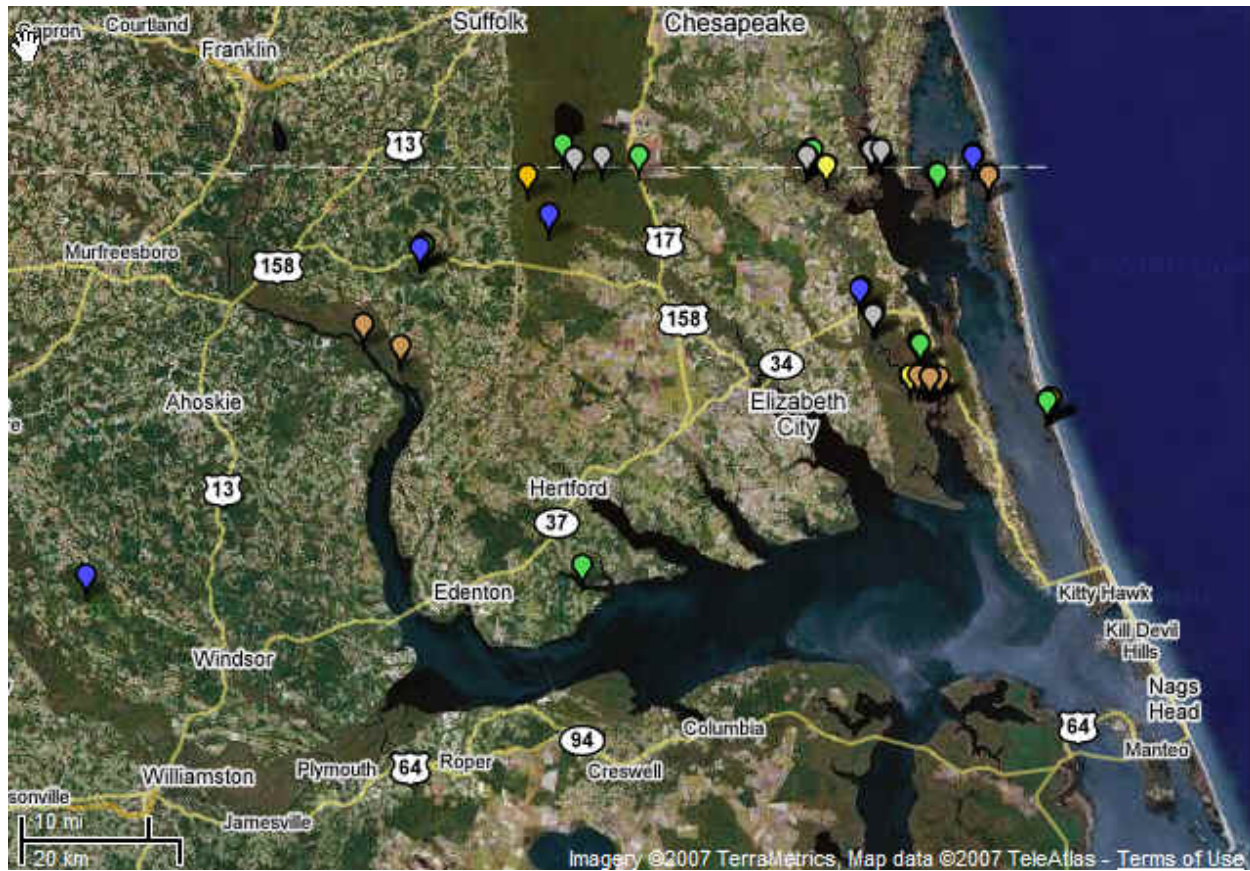 Capron
Courtland
Suffolk
Chesapeake
Franklin
13
Murfreesboro
17
158
158
34
Ahoskie
Elizabeth
City
13
Hertford
37
Edenton
Kitty Hawk
Kill Devil
Hills
Windsor
Nags
Head
Columbia
64
94
Manteo
Roper
Plymouth
64
Creswell
Williamston
sonville
Jamesville
10 mi
20 km
Imagery ©2007 TerraMetrics, Map data ©2007 TeleAtlas - Terms of Use